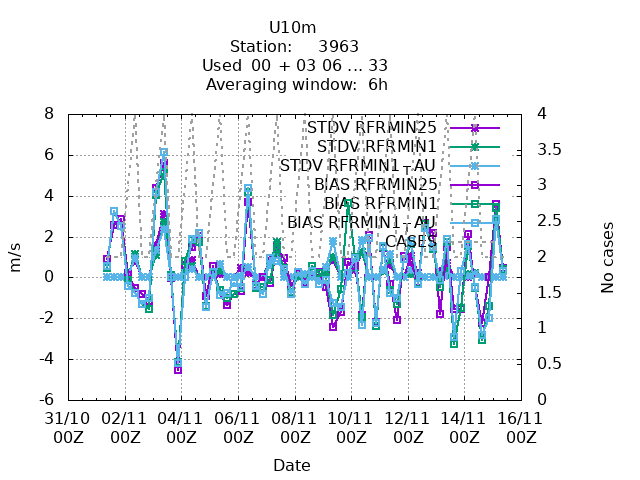 U10m
Station: 3963
Used 00 + 03 06 ... 33
Averaging window: 6h
8
6
4
2
0
-2
-4
-6
m/s
4
3.5
3
2.5
2
1.5
1
0.5
0
No cases
STDV RFRMIN25
STDV RFRMIN1
STDV RFRMIN1-AU
BIAS RFRMIN25
BIAS RFRMIN1
BIAS RFRMIN1-AU
CASES
31/10 02/11 04/11 06/11 08/11 10/11 12/11 14/11 16/11
00Z 00Z 00Z 00Z 00Z 00Z 00Z 00Z 00Z
Date